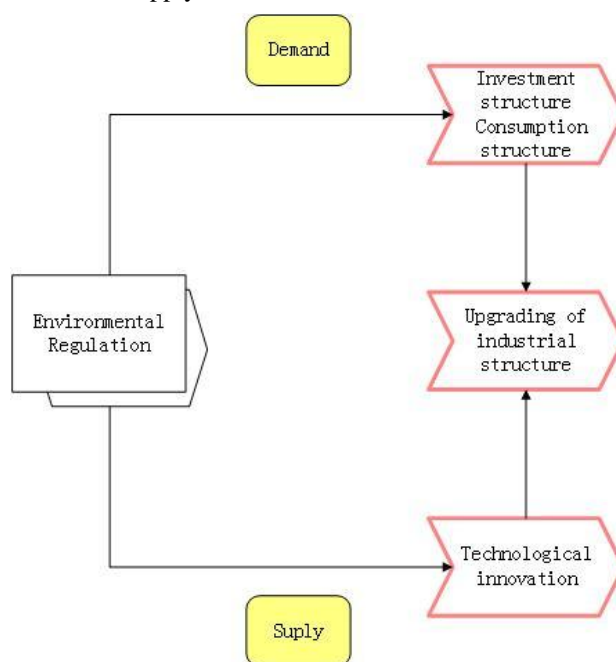 Demand
Investment
structure
Consumption
structure
Environmental
Regulation
Upgrading of
industrial
structure
Technological
innovation
Suply